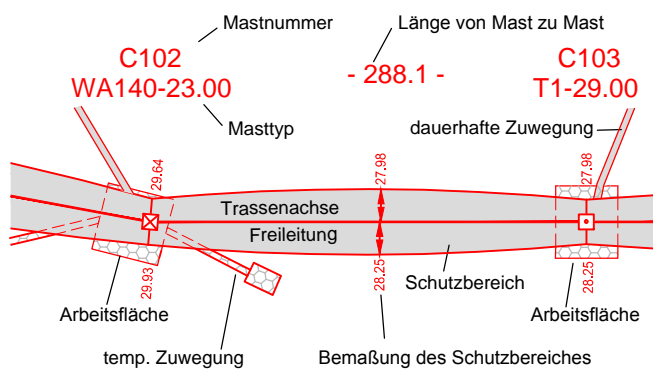 Mastnummer
Länge von Mast zu Mast
C102
WA140-23.00
- 288.1 -
C103
T1-29.00
Masttyp
dauerhafte Zuwegung
29.64
27.98
27.98
Trassenachse
Freileitung
29.93
28.25
28.25
Schutzbereich
Arbeitsfläche
Arbeitsfläche
temp. Zuwegung
Bemaßung des Schutzbereiches